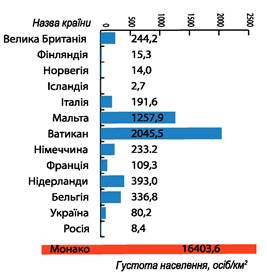 Назва країни
0
500
1000
1500
2000
2500
Велика Британія 244,2
Фінляндія 15,3
Норвегія 14,0
Ісландія 2,7
Італія 191,6
Мальта 1257,9
Ватикан 2045,5
Німеччина 233.2
Франція 109,3
Нідерланди 393,0
Бельгія 336,8
Україна 80,2
Росія 8,4
Монако 16403,6
Густота населення, осіб/км²